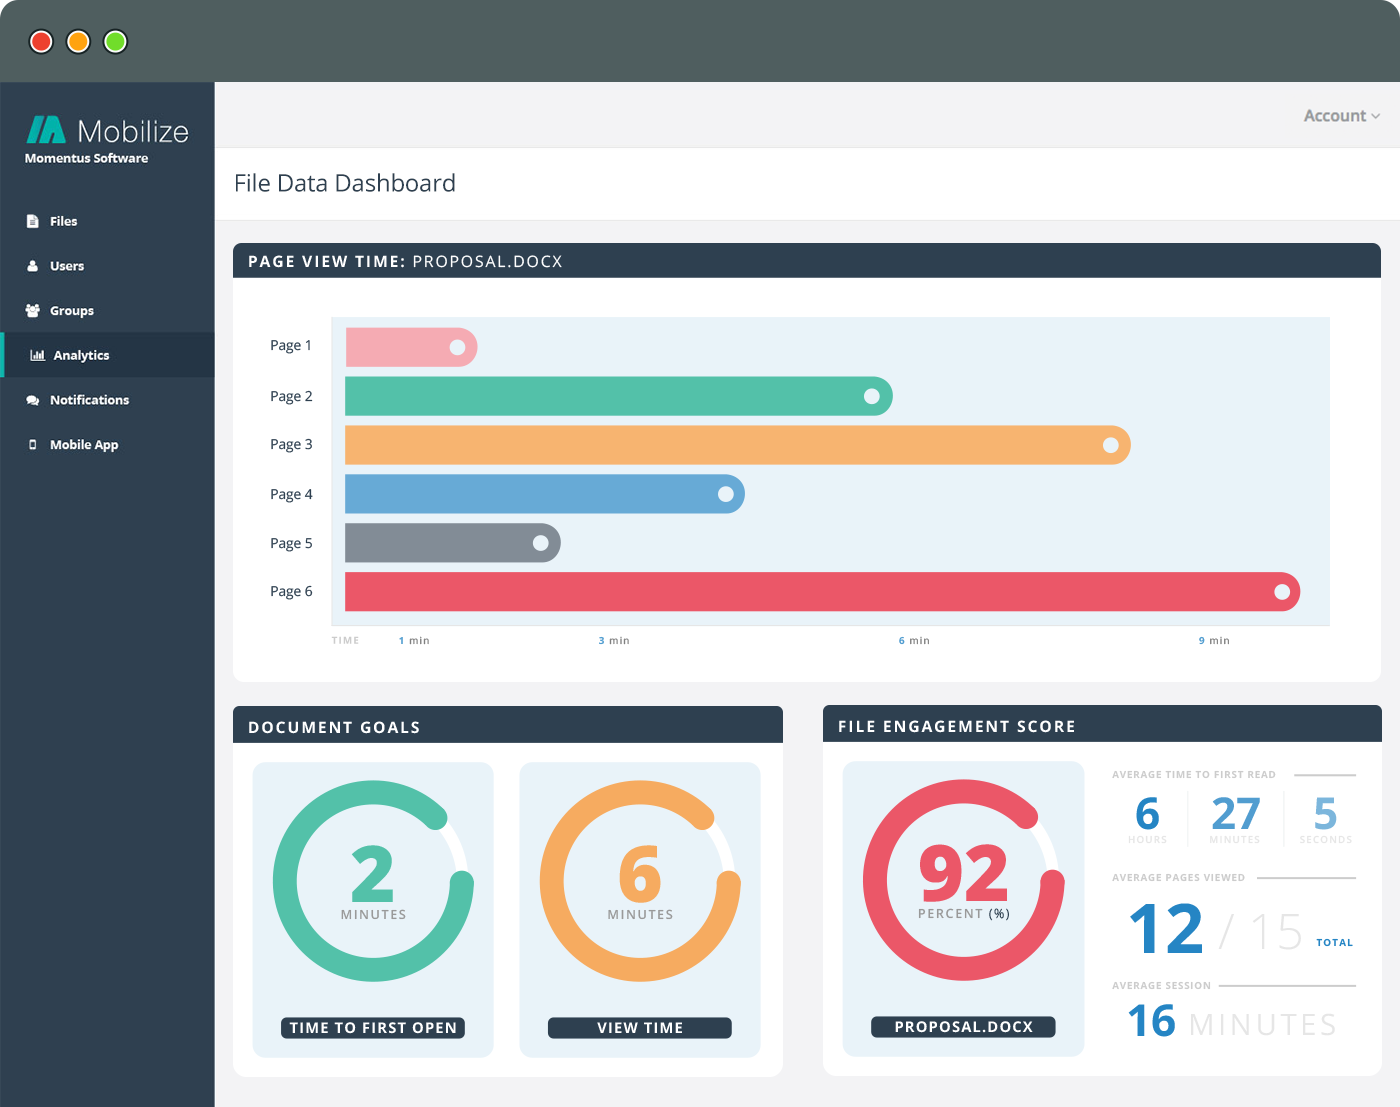 Mobilize
Momentus Software
Account
File Data Dashboard
Files
Users
Groups
Analytics
Notifications
Mobile App
PAGE VIEW TIME: PROPOSAL.DOCX
Page 1
Page 2
Page 3
Page 4
Page 5
Page 6
TIME 1 min 3 min 6 min 9 min
DOCUMENT GOALS
2
MINUTES
TIME TO FIRST OPEN
6
MINUTES
VIEW TIME
FILE ENGAGEMENT SCORE
92
PERCENT (%)
PROPOSAL.DOCX
AVERAGE TIME TO FIRST READ
6 27 5
HOURS MINUTES SECONDS
AVERAGE PAGES VIEWED
12 / 15 TOTAL
AVERAGE SESSION
16 MINUTES